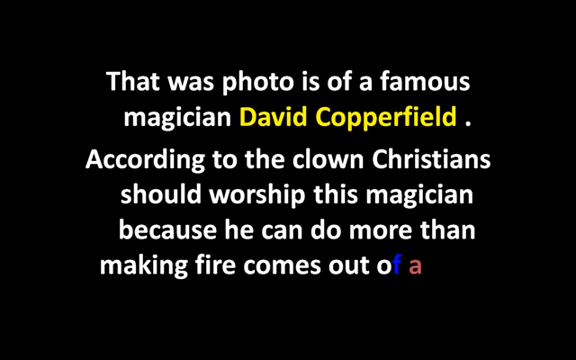 That was photo is of a famous
magician David Copperfield .
According to the clown Christians
should worship this magician
because he can do more than
making fire comes out of a